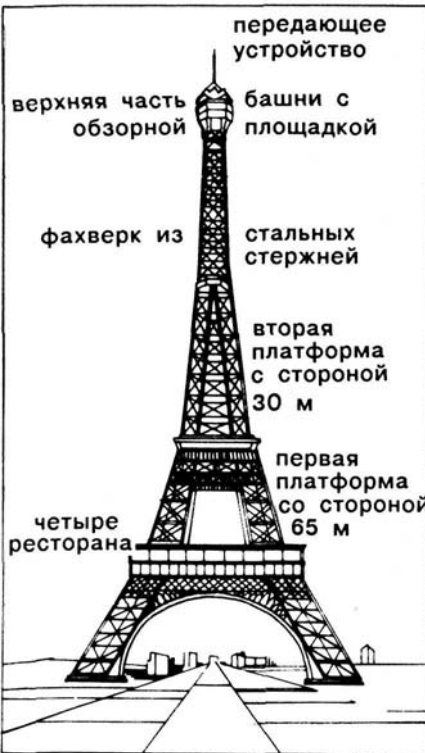 передающее
устройство
верхняя часть башни с
обзорной площадкой
фахверк из стальных
стержней
вторая
платформа
с стороной
30 м
первая
платформа
со стороной
65 м
четыре
ресторана